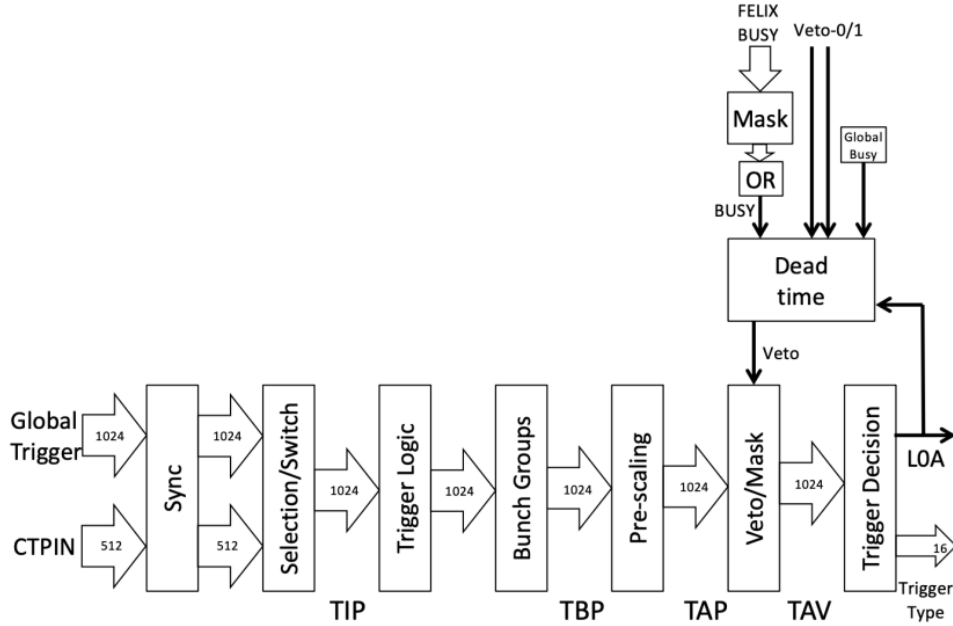 FELIX
BUSY
Veto-0/1
Mask
Global
Busy
OR
BUSY
Dead
time
Veto
Global
Trigger
1024
Sync
1024
Selection/Switch
1024
Trigger Logic
1024
Bunch Groups
1024
Pre-scaling
1024
Veto/Mask
1024
Trigger Decision
L0A
CTPIN
512
512
16
Trigger
Type
TIP
TBP
TAP
TAV